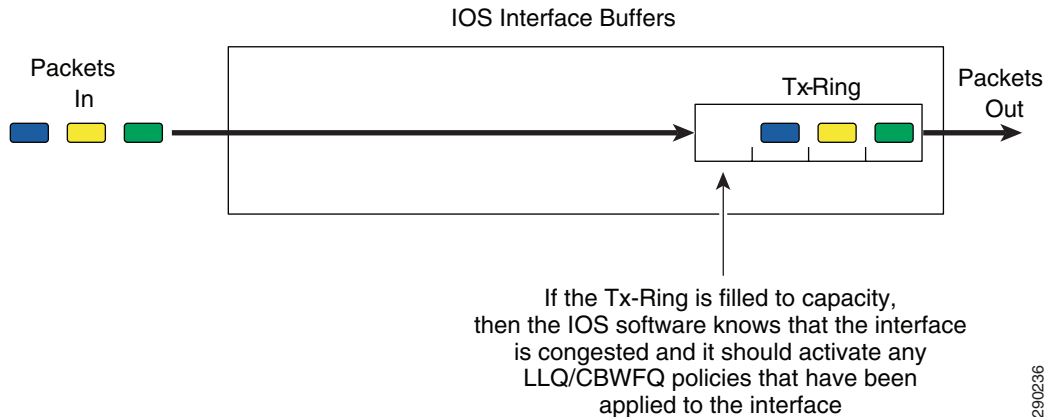 IOS Interface Buffers
Packets
In
Tx-Ring
Packets
Out
If the Tx-Ring is filled to capacity,
then the IOS software knows that the interface
is congested and it should activate any
LLQ/CBWFQ policies that have been
applied to the interface
290236